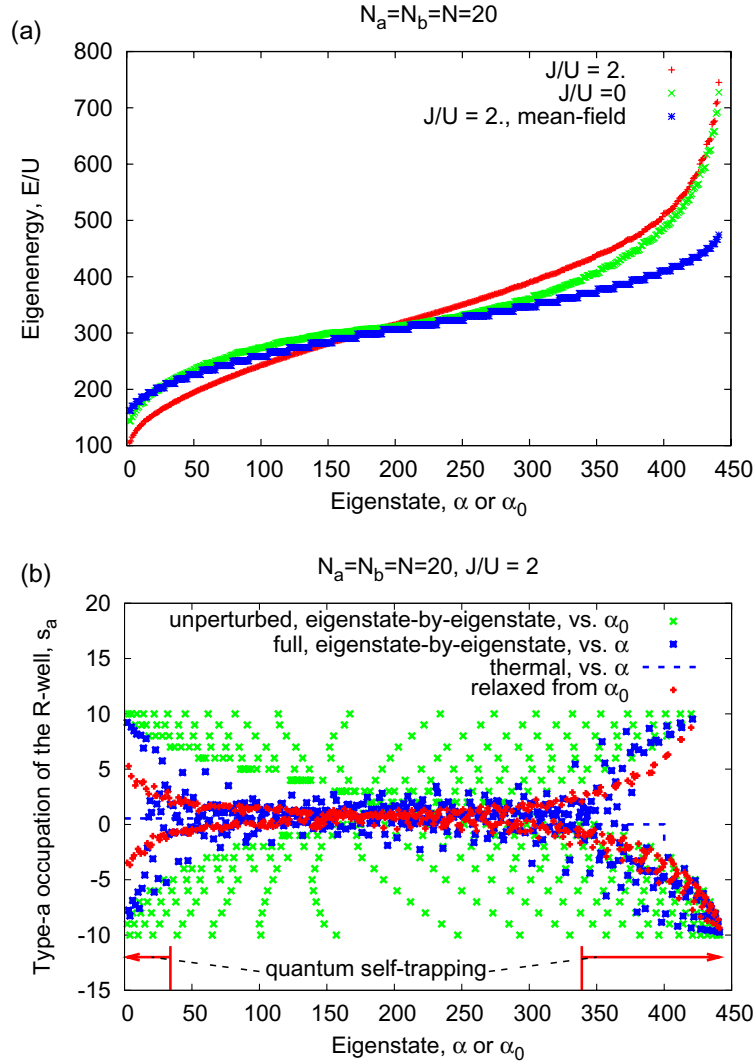 N_a=N_b=N=20
(a)
800
700
600
500
400
300
200
100
Eigenenergy, E/U
J/U = 2.
J/U =0
J/U = 2., mean-field
0 50 100 150 200 250 300 350 400 450
Eigenstate, α or α_0
(b)
N_a=N_b=N=20, J/U = 2
20
15
10
5
0
-5
-10
-15
Type-a occupation of the R-well, s_a
unperturbed, eigenstate-by-eigenstate, vs. α_0
full, eigenstate-by-eigenstate, vs. α
thermal, vs. α
relaxed from α_0
quantum self-trapping
0 50 100 150 200 250 300 350 400 450
Eigenstate, α or α_0